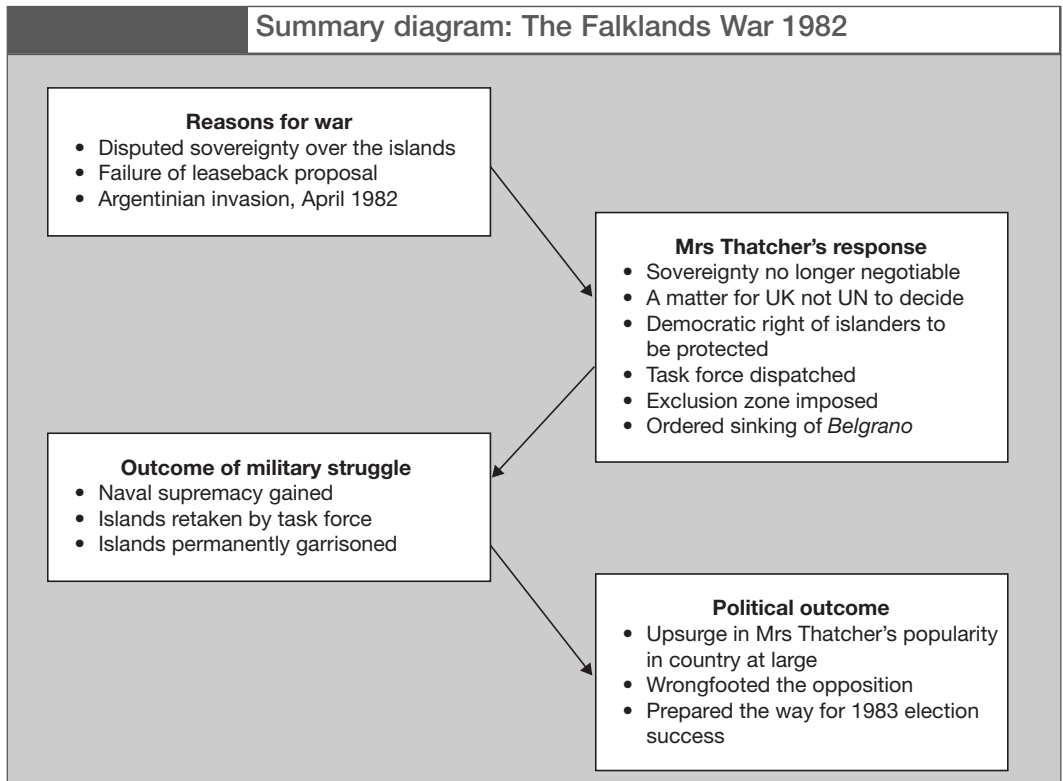 Summary diagram: The Falklands War 1982
Reasons for war
• Disputed sovereignty over the islands
• Failure of leaseback proposal
• Argentinian invasion, April 1982
Mrs Thatcher's response
• Sovereignty no longer negotiable
• A matter for UK not UN to decide
• Democratic right of islanders to
be protected
• Task force dispatched
• Exclusion zone imposed
• Ordered sinking of Belgrano
Outcome of military struggle
• Naval supremacy gained
• Islands retaken by task force
• Islands permanently garrisoned
Political outcome
• Upsurge in Mrs Thatcher's popularity
in country at large
• Wrongfooted the opposition
• Prepared the way for 1983 election
success